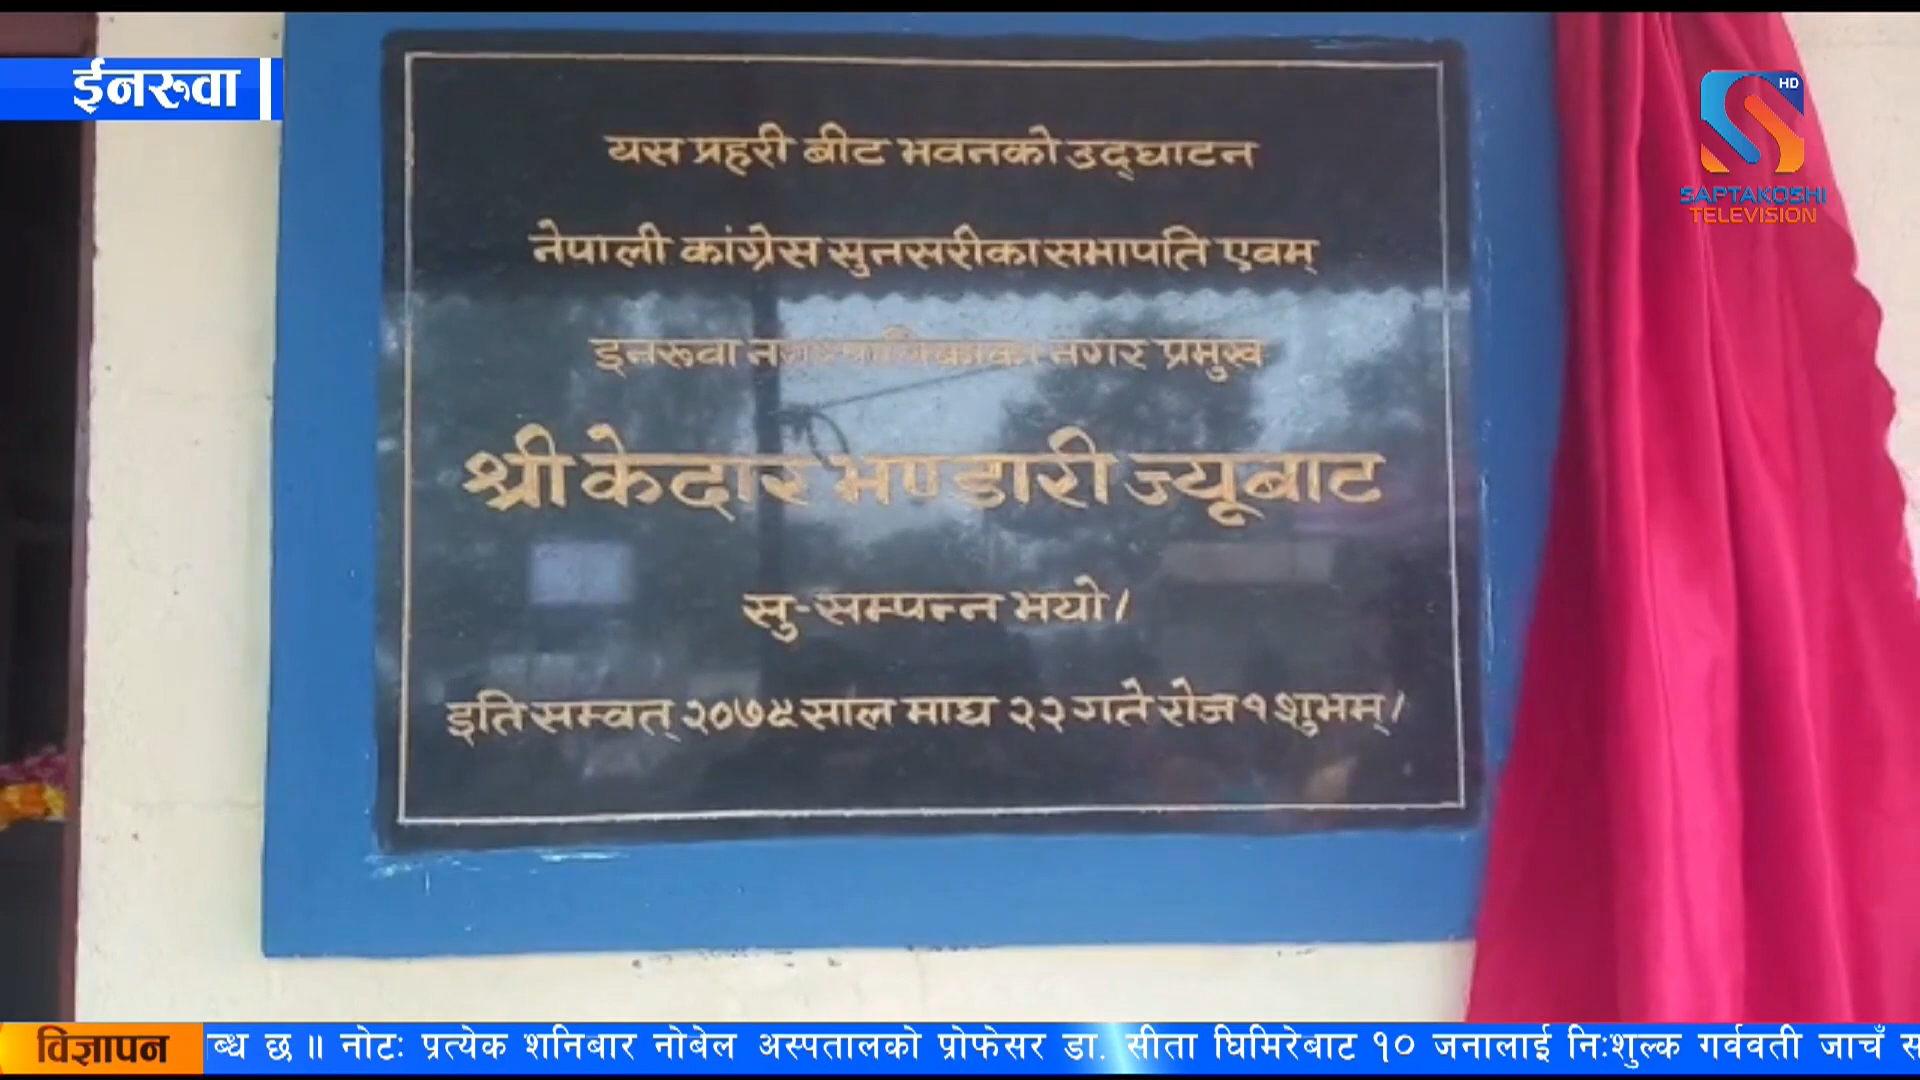 ईनरूवा
HD
SAPTAKOSHI
TELEVISION
यस प्रहरी बीट भवनको उद्‌घाटन
नेपाली कांग्रेस सुनसरीका सभापति एवम्
इनरूवा नगरपालिकाका नगर प्रमुख
श्री केदार भण्डारी ज्यूबाट
सु-सम्पन्न भयो।
इति सम्वत् २०७५ साल माघ २२ गते रोज १ शुभम्।
विज्ञापन
ब्ध छ ॥ नोटः प्रत्येक शनिबार नोबेल अस्पतालको प्रोफेसर डा. सीता घिमिरेबाट १० जनालाई निःशुल्क गर्ववती जाचँ स